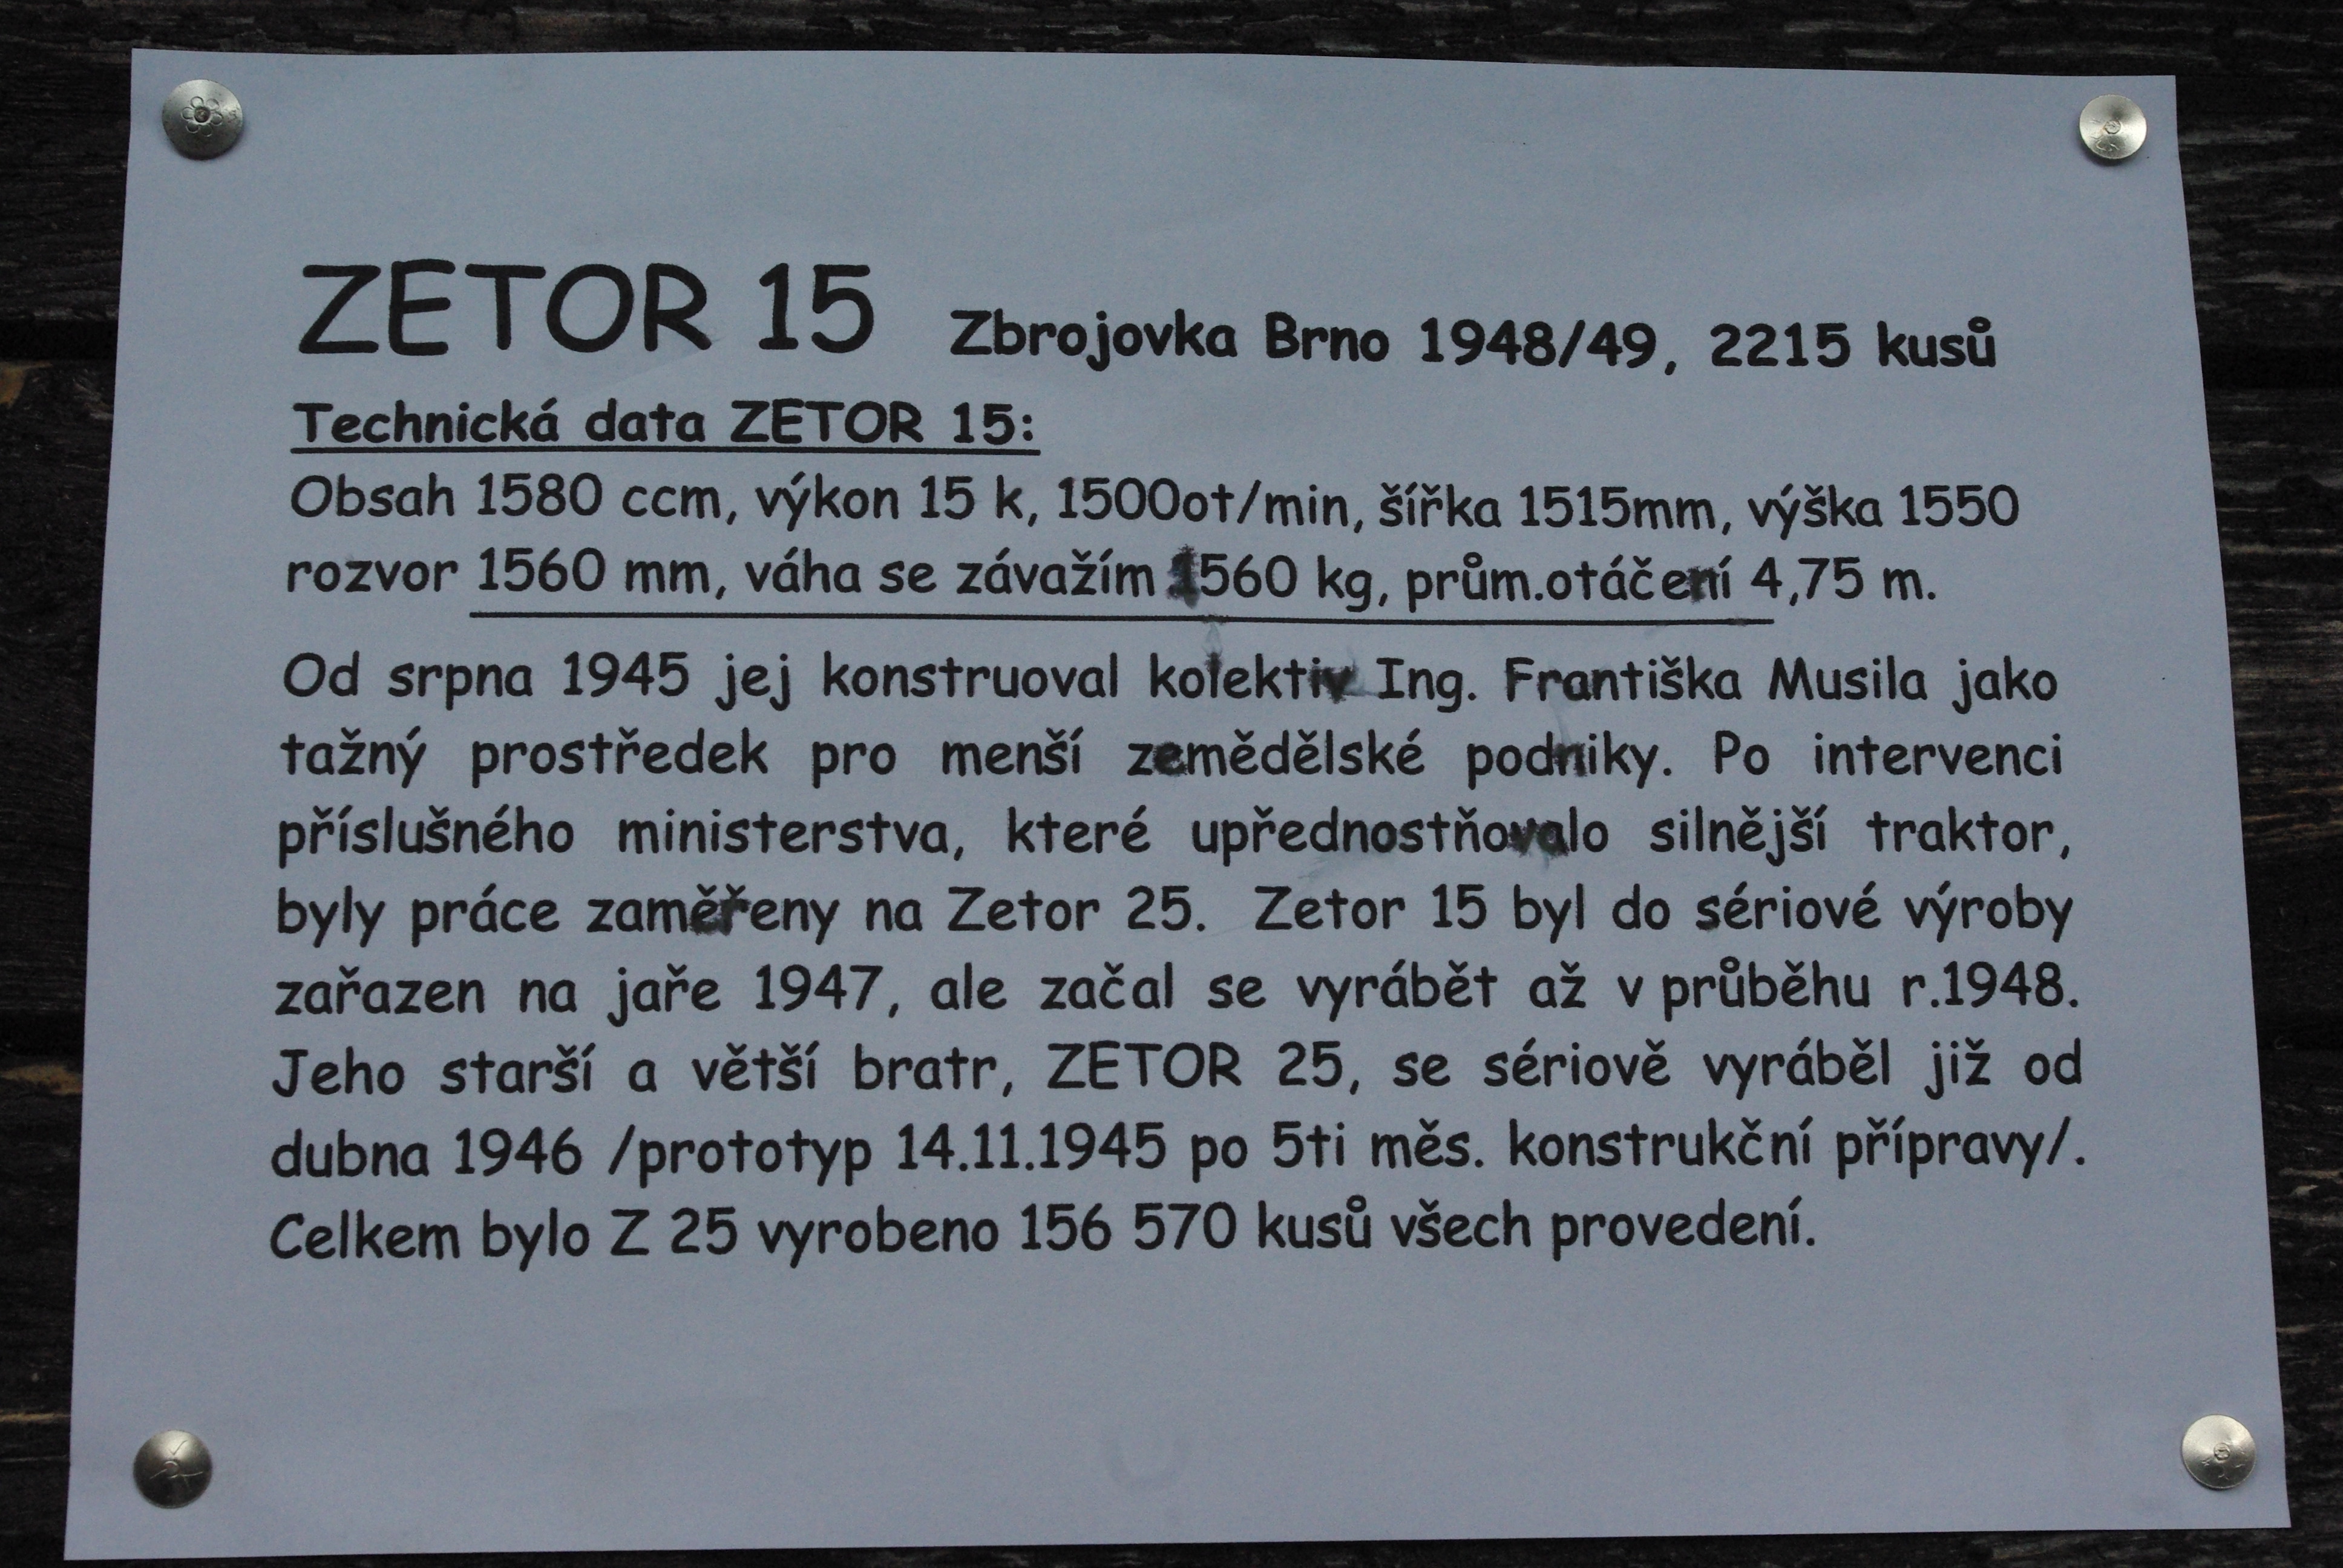 ZETOR 15 Zbrojovka Brno 1948/49, 2215 kusů
Technická data ZETOR 15:
Obsah 1580 ccm, výkon 15 k, 1500ot/min, šířka 1515mm, výška 1550
rozvor 1560 mm, váha se závažím 1560 kg, prům.otáčení 4,75 m.
Od srpna 1945 jej konstruoval kolektiv Ing. Františka Musila jako
tažný prostředek pro menší zemědělské podniky. Po intervenci
příslušného ministerstva, které upřednostňovalo silnější traktor,
byly práce zaměřeny na Zetor 25. Zetor 15 byl do sériové výroby
zařazen na jaře 1947, ale začal se vyrábět až v průběhu r.1948.
Jeho starší a větší bratr, ZETOR 25, se sériově vyráběl již od
dubna 1946 /prototyp 14.11.1945 po 5ti měs. konstrukční přípravy/.
Celkem bylo Z 25 vyrobeno 156 570 kusů všech provedení.